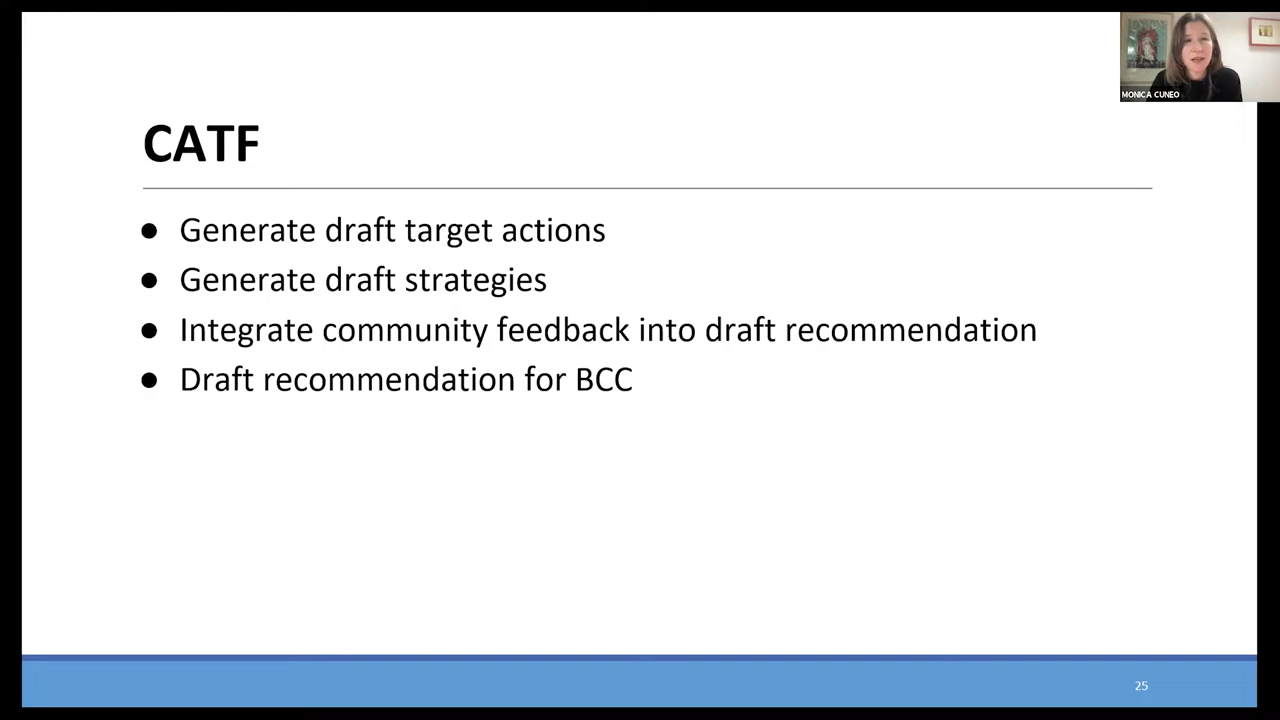 MONICA CUNEO
CATF
● Generate draft target actions
● Generate draft strategies
● Integrate community feedback into draft recommendation
● Draft recommendation for BCC
25